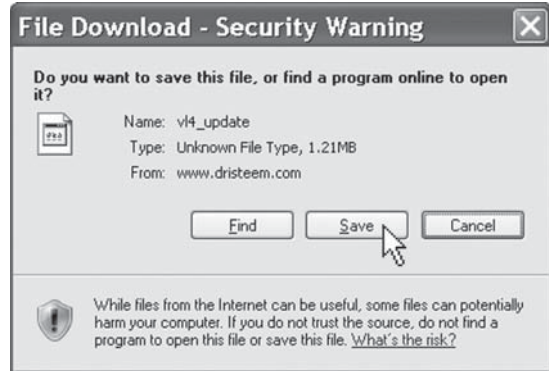 File Download - Security Warning
Do you want to save this file, or find a program online to open
it?
Name: vl4_update
Type: Unknown File Type, 1.21MB
From: www.dristeem.com
Find Save Cancel
While files from the Internet can be useful, some files can potentially
harm your computer. If you do not trust the source, do not find a
program to open this file or save this file. What's the risk?